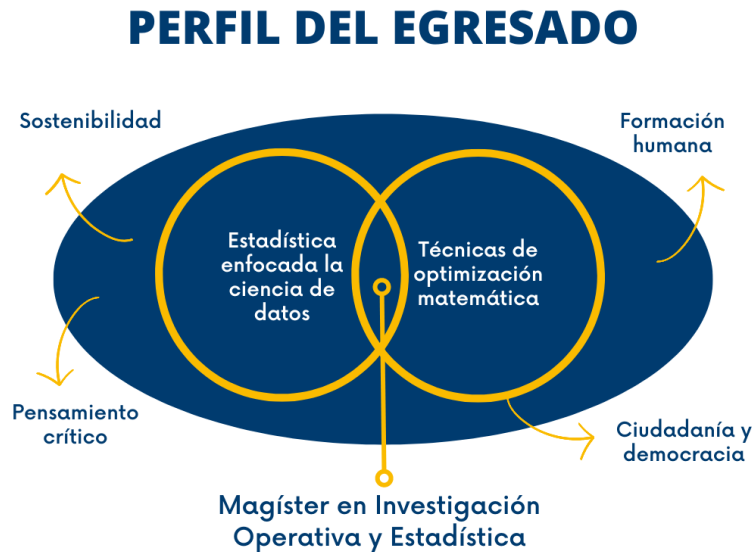 PERFIL DEL EGRESADO
Sostenibilidad
Formación
humana
Estadística
enfocada la
ciencia de
datos
Técnicas de
optimización
matemática
Pensamiento
crítico
Ciudadanía y
democracia
Magíster en Investigación
Operativa y Estadística